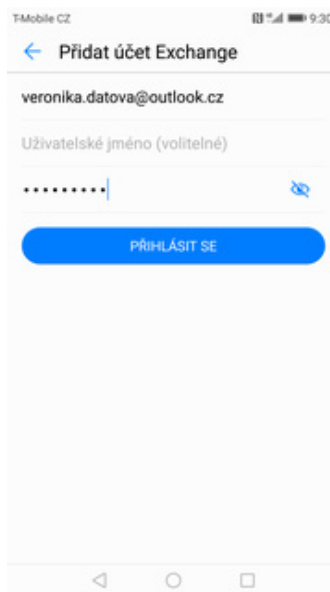 T-Mobile CZ 9:30
Přidat účet Exchange
veronika.datova@outlook.cz
Uživatelské jméno (volitelné)
•••••••••
PŘIHLÁSIT SE